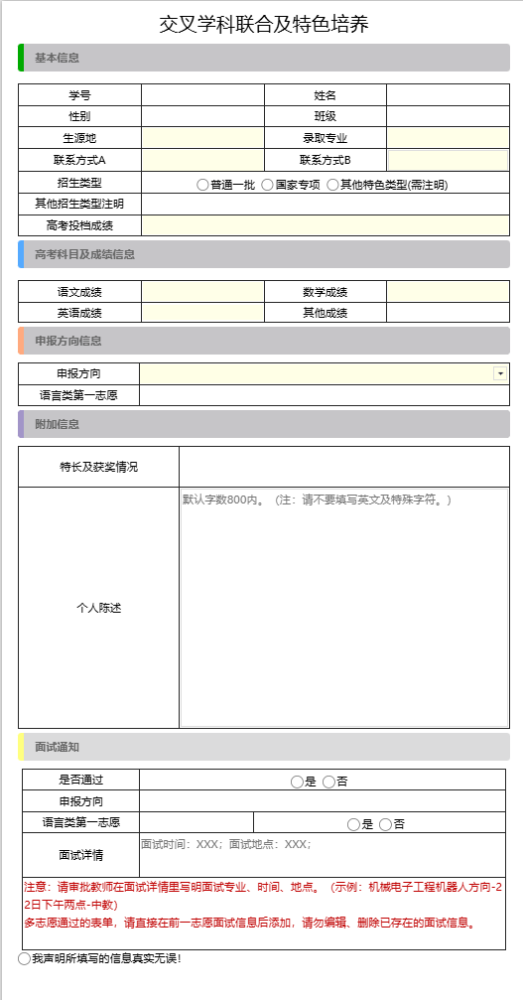 交叉学科联合及特色培养
基本信息
学号 姓名
性别 班级
生源地 录取专业
联系方式A 联系方式B
招生类型 普通一批 国家专项 其他特色类型(需注明)
其他招生类型注明
高考投档成绩
高考科目及成绩信息
语文成绩 数学成绩
英语成绩 其他成绩
申报方向信息
申报方向
语言类第一志愿
附加信息
特长及获奖情况
默认字数800内。（注：请不要填写英文及特殊字符。）
个人陈述
面试通知
是否通过 是 否
申报方向
语言类第一志愿 是 否
面试详情 面试时间：XXX；面试地点：XXX；
注意：请审批教师在面试详情里写明面试专业、时间、地点。（示例：机械电子工程机器人方向-2
2日下午两点-中教）
多志愿通过的表单，请直接在前一志愿面试信息后添加，请勿编辑、删除已存在的面试信息。
我声明所填写的信息真实无误！